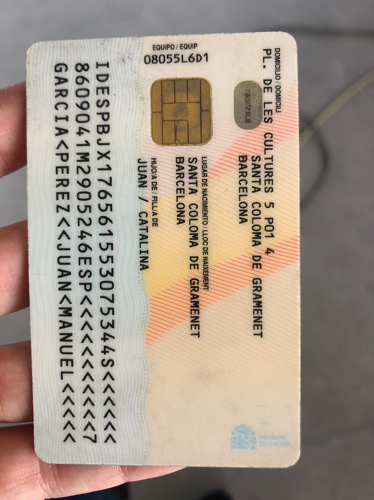 DOMICILIO / DOMICILI
PL. DE LES CULTURES 5 P01 4
SANTA COLOMA DE GRAMENET
BARCELONA
LUGAR DE NACIMIENTO / LLOC DE NAIXEMENT
SANTA COLOMA DE GRAMENET
BARCELONA
HIJO/A DE / FILL/A DE
JUAN / CATALINA
EQUIPO / EQUIP
08055L6D1
IDESPBJX176561553075344S<<<<<<
8609041M2905246ESP<<<<<<<<<<<7
GARCIA<PEREZ<<JUAN<MANUEL<<<<<